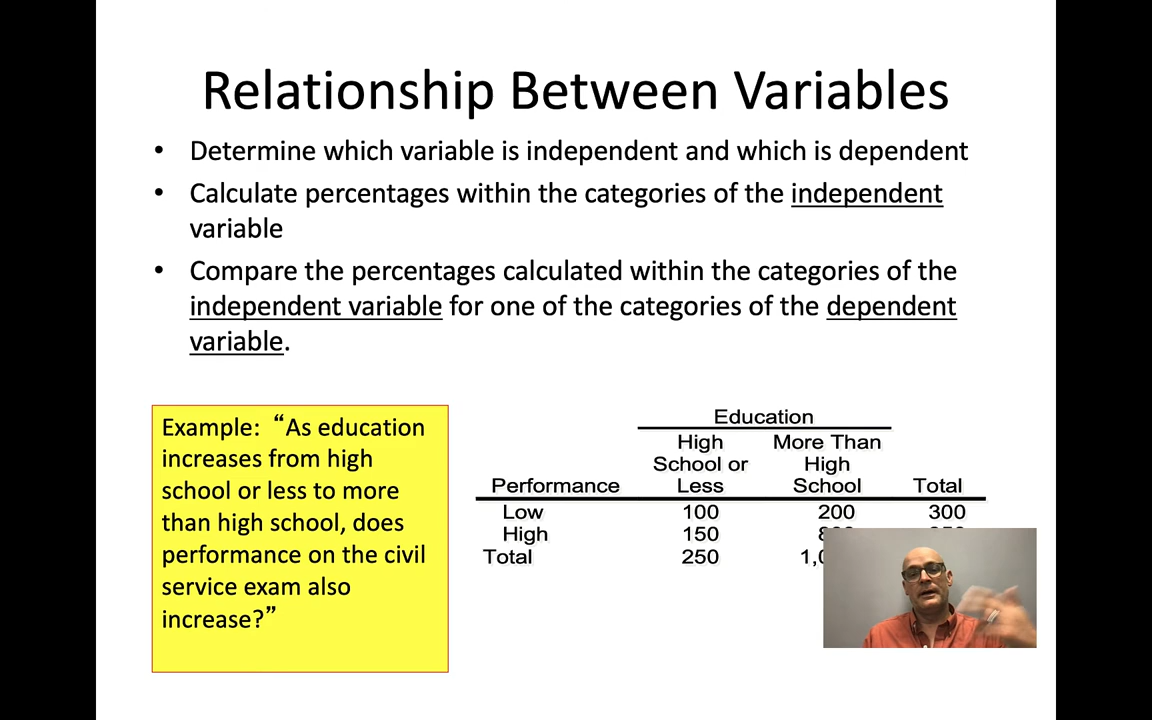 Relationship Between Variables
• Determine which variable is independent and which is dependent
• Calculate percentages within the categories of the independent
variable
• Compare the percentages calculated within the categories of the
independent variable for one of the categories of the dependent
variable.
Example: “As education
increases from high
school or less to more
than high school, does
performance on the civil
service exam also
increase?”
Education
High More Than
School or High
Performance Less School Total
Low 100 200 300
High 150
Total 250